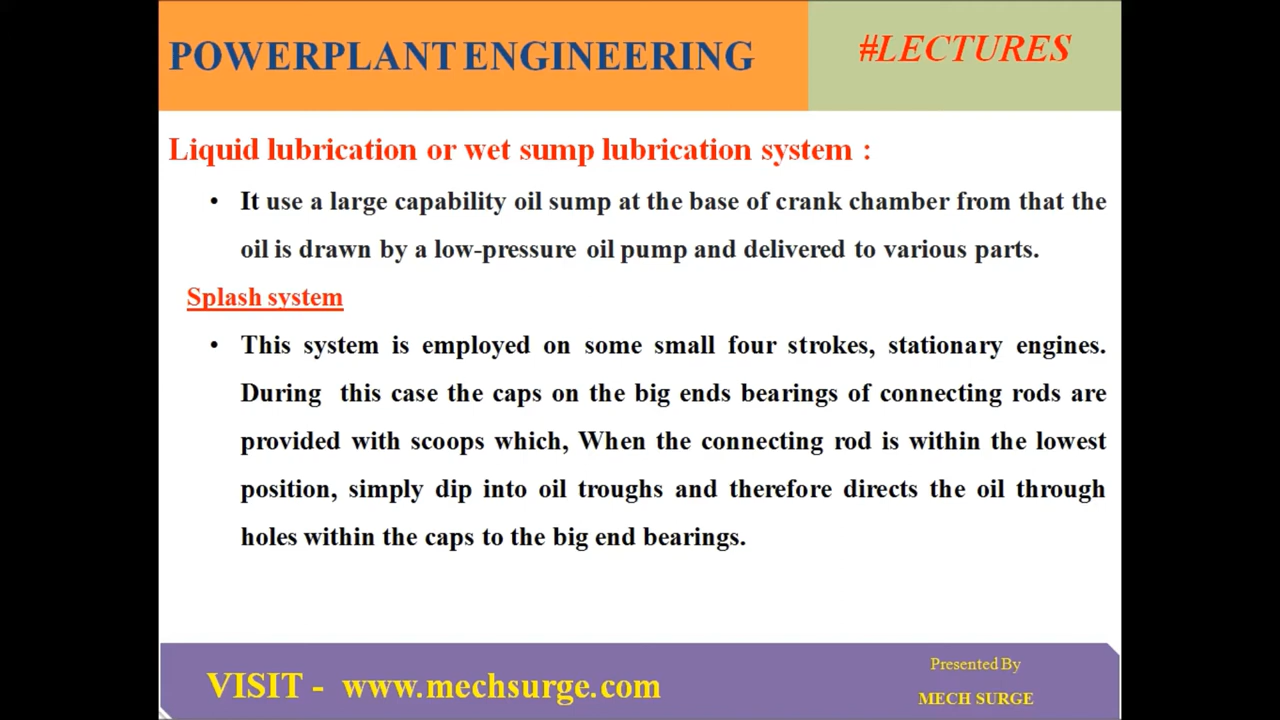 POWERPLANT ENGINEERING
#LECTURES
Liquid lubrication or wet sump lubrication system :
• It use a large capability oil sump at the base of crank chamber from that the
oil is drawn by a low-pressure oil pump and delivered to various parts.
Splash system
• This system is employed on some small four strokes, stationary engines.
During this case the caps on the big ends bearings of connecting rods are
provided with scoops which, When the connecting rod is within the lowest
position, simply dip into oil troughs and therefore directs the oil through
holes within the caps to the big end bearings.
VISIT - www.mechsurge.com
Presented By
MECH SURGE